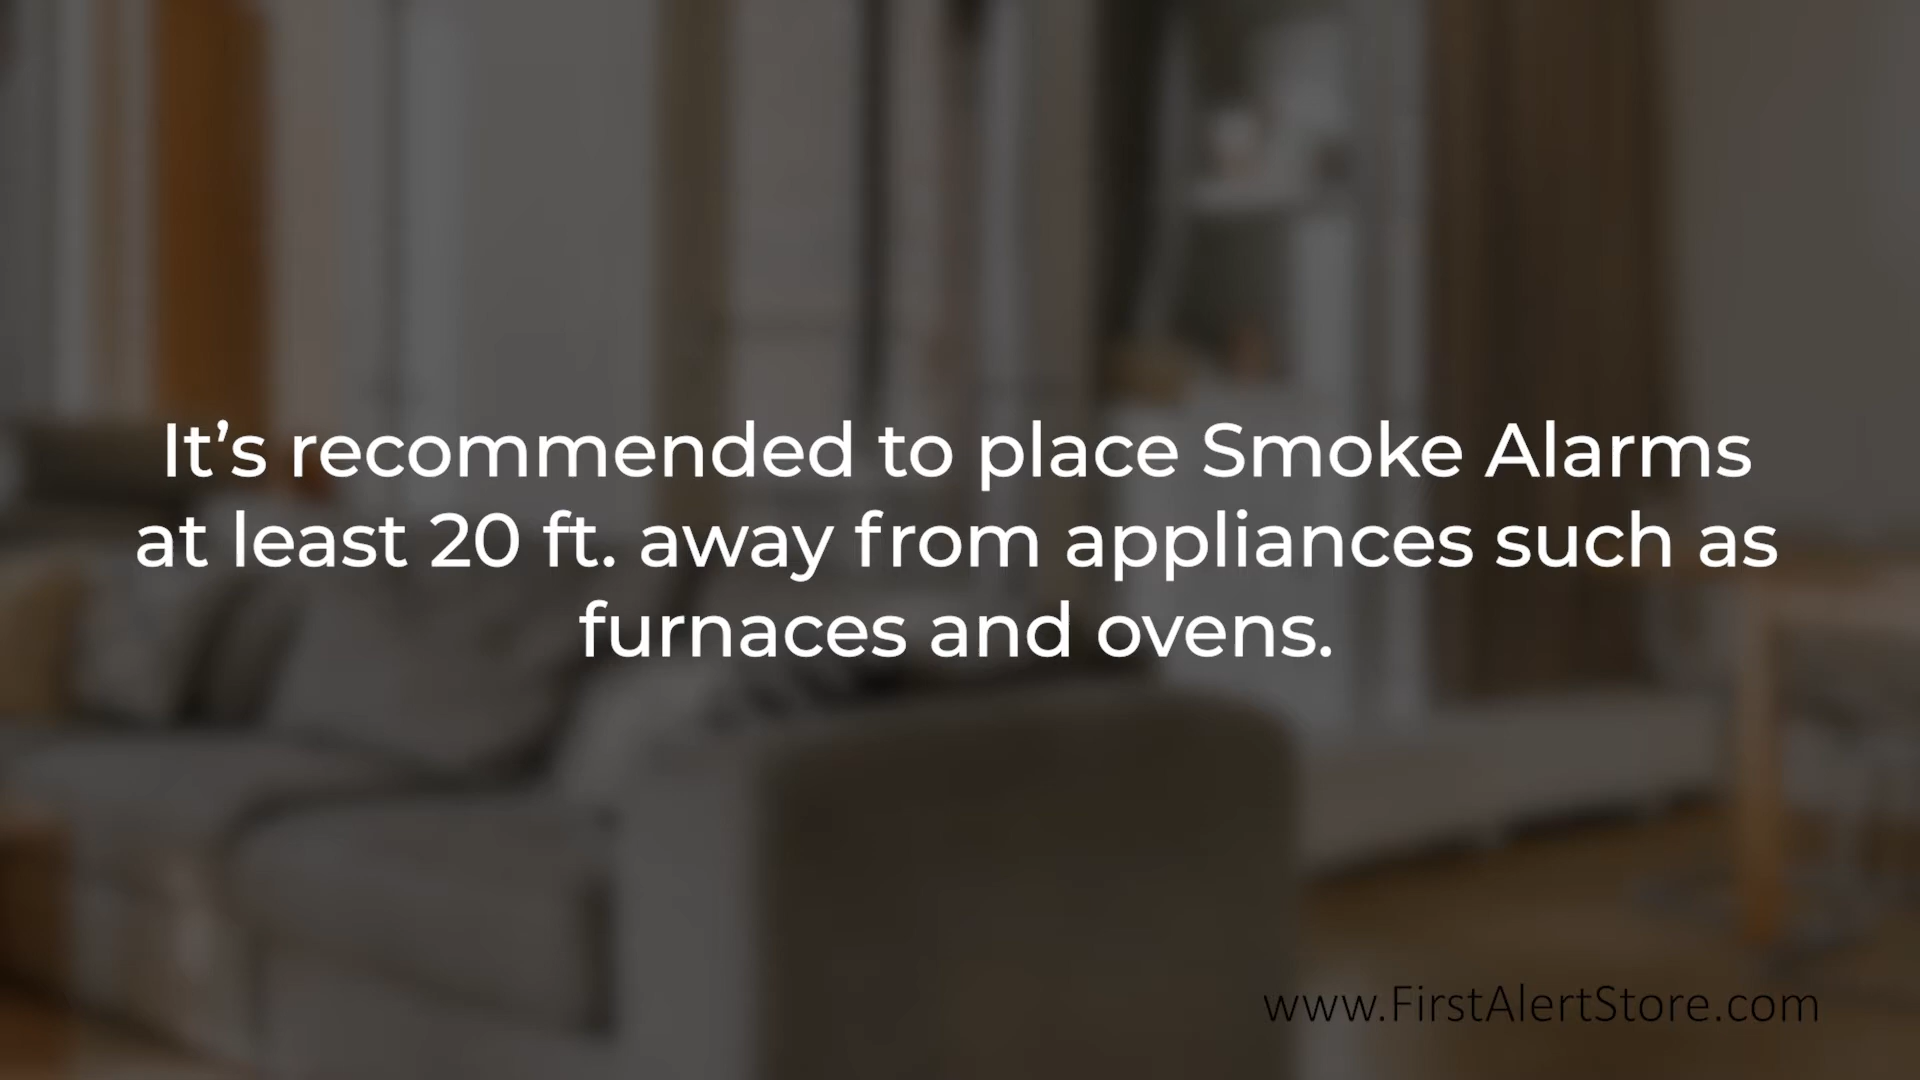 It’s recommended to place Smoke Alarms
at least 20 ft. away from appliances such as
furnaces and ovens.
www.FirstAlertStore.com